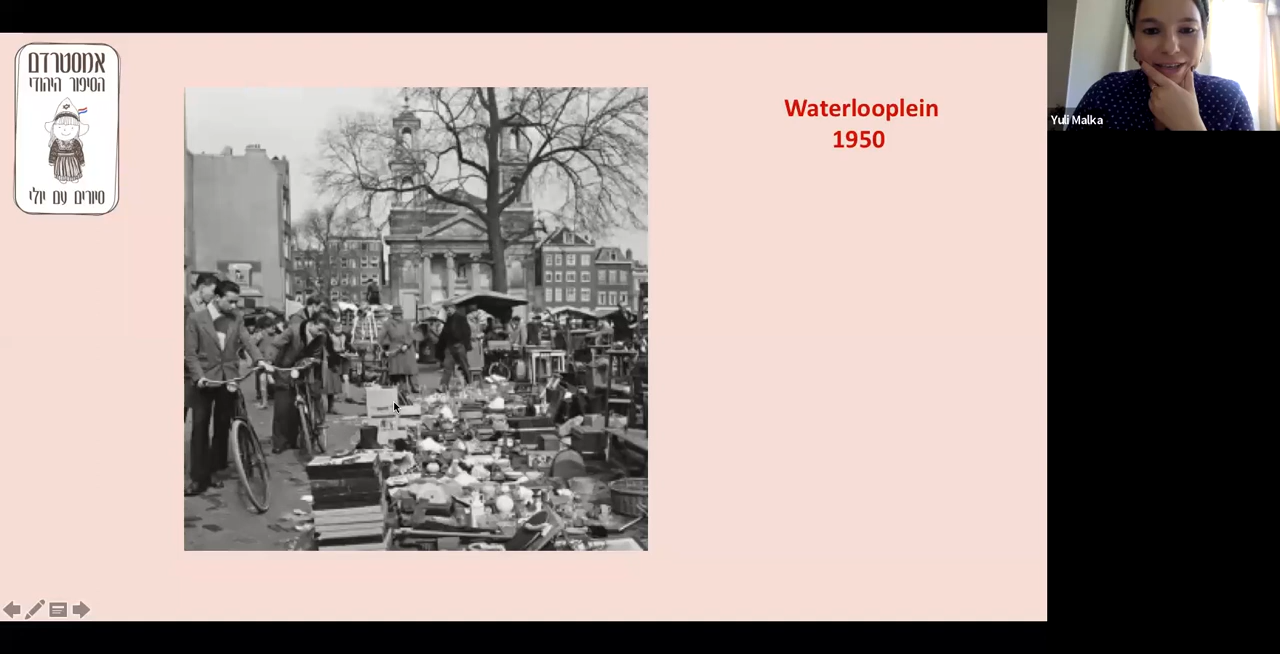 אמסטרדם
הסיפור היהודי
סיורים עם יולי
Waterlooplein
1950
Yuli Malka